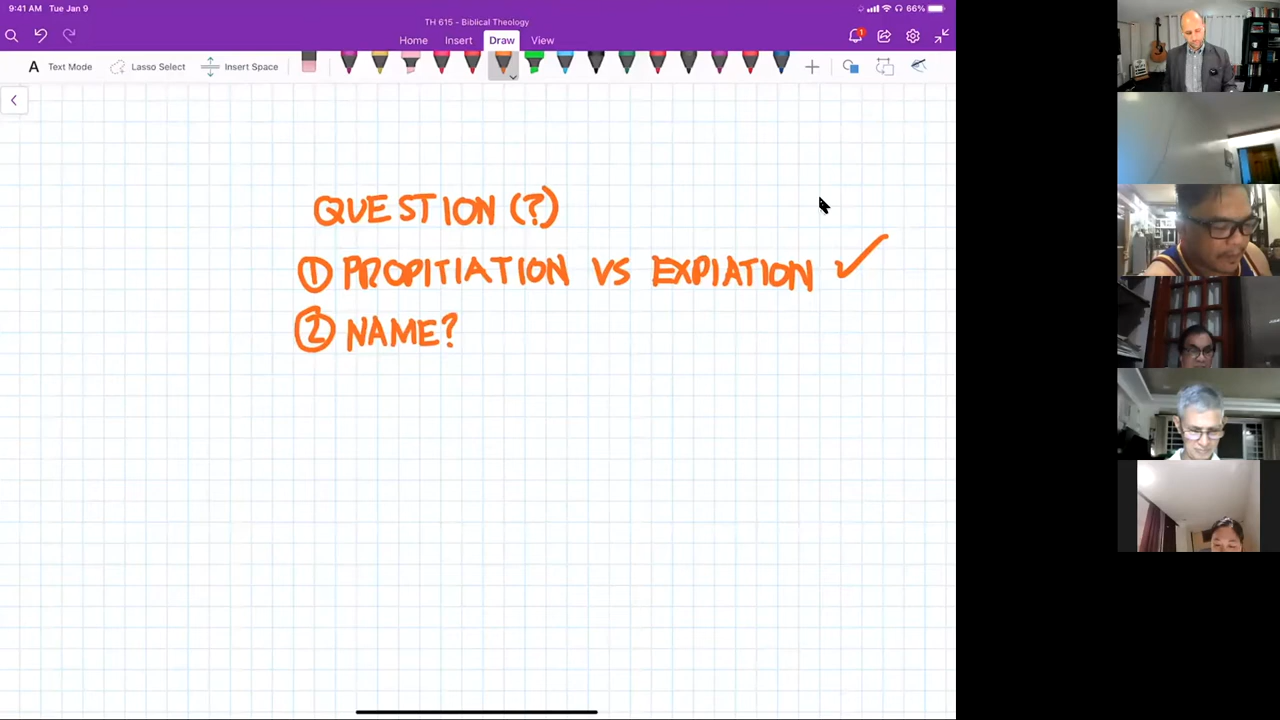 9:41 AM Tue Jan 9
66%
TH 615 - Biblical Theology
Home Insert Draw View
1
A Text Mode Lasso Select Insert Space
QUESTION (?)
① PROPITIATION VS EXPIATION ✓
② NAME?